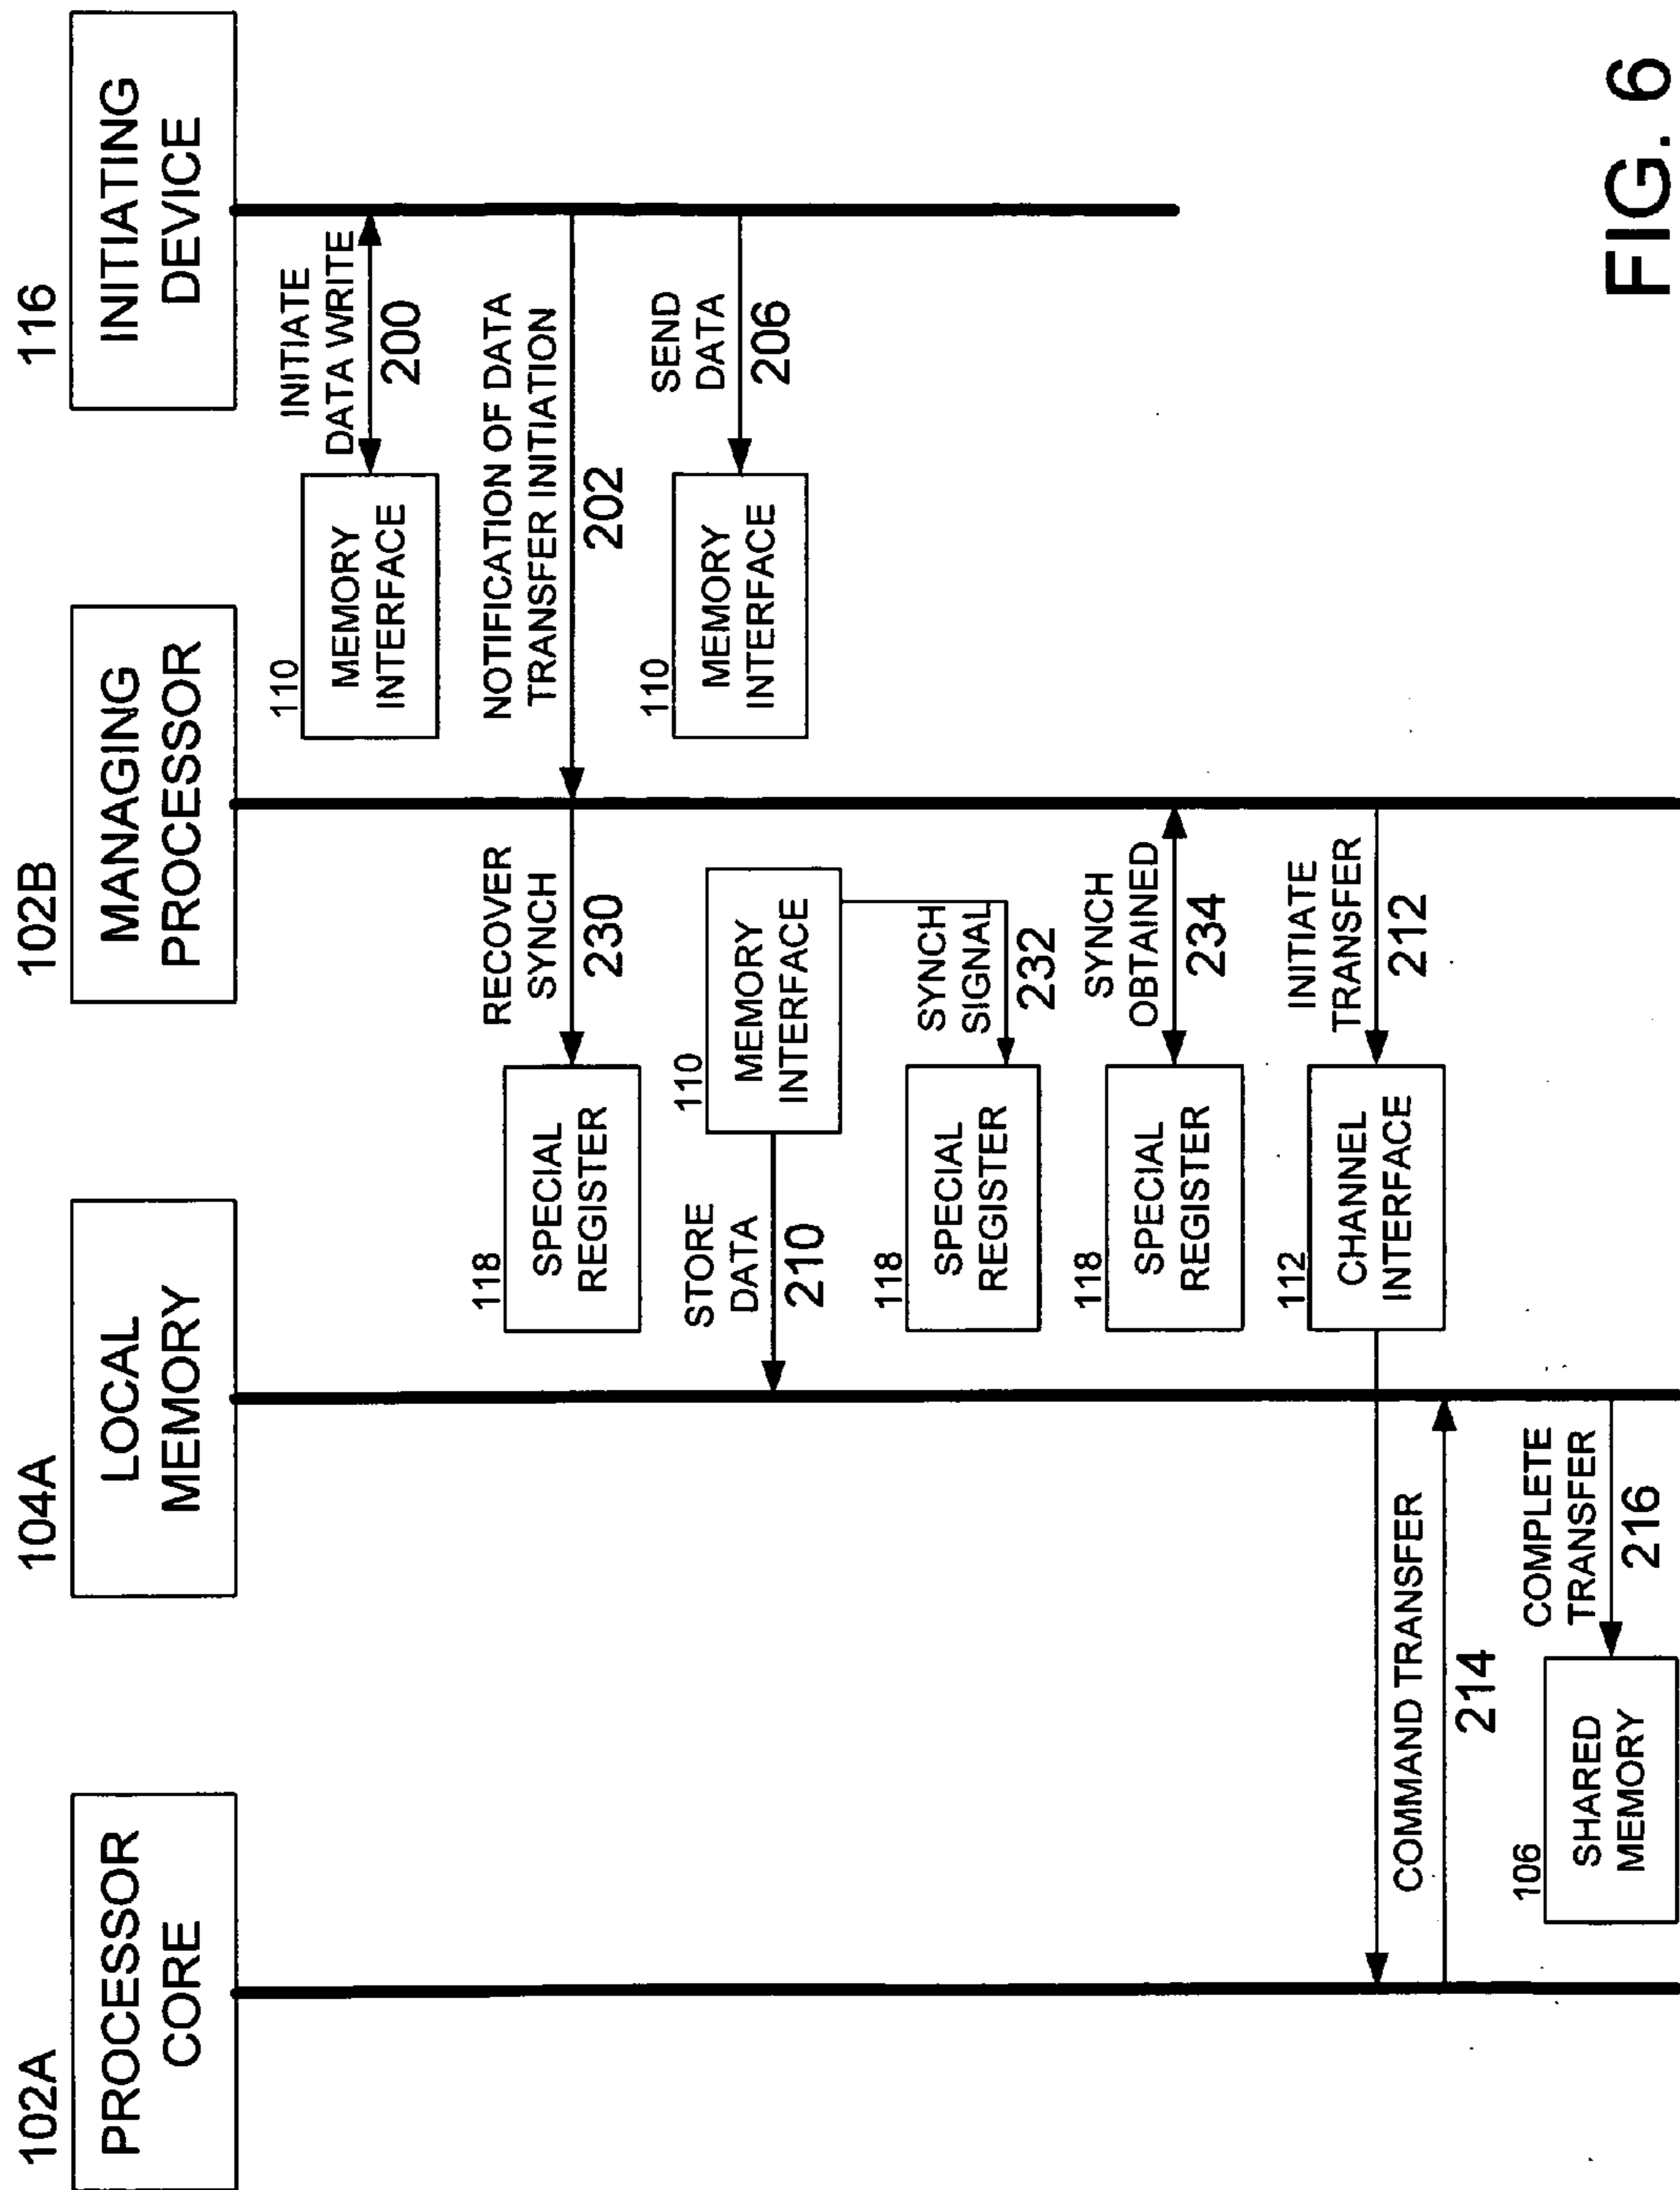 102A
PROCESSOR
CORE
104A
LOCAL
MEMORY
102B
MANAGING
PROCESSOR
116
INITIATING
DEVICE
INITIATE
DATA WRITE
200
110
MEMORY
INTERFACE
NOTIFICATION OF DATA
TRANSFER INITIATION
202
RECOVER
SYNCH
230
118
SPECIAL
REGISTER
SEND
DATA
206
110
MEMORY
INTERFACE
110
MEMORY
INTERFACE
STORE
DATA
210
SYNCH
SIGNAL
232
118
SPECIAL
REGISTER
SYNCH
OBTAINED
234
118
SPECIAL
REGISTER
INITIATE
TRANSFER
212
112
CHANNEL
INTERFACE
COMMAND TRANSFER
214
COMPLETE
TRANSFER
216
106
SHARED
MEMORY
FIG. 6